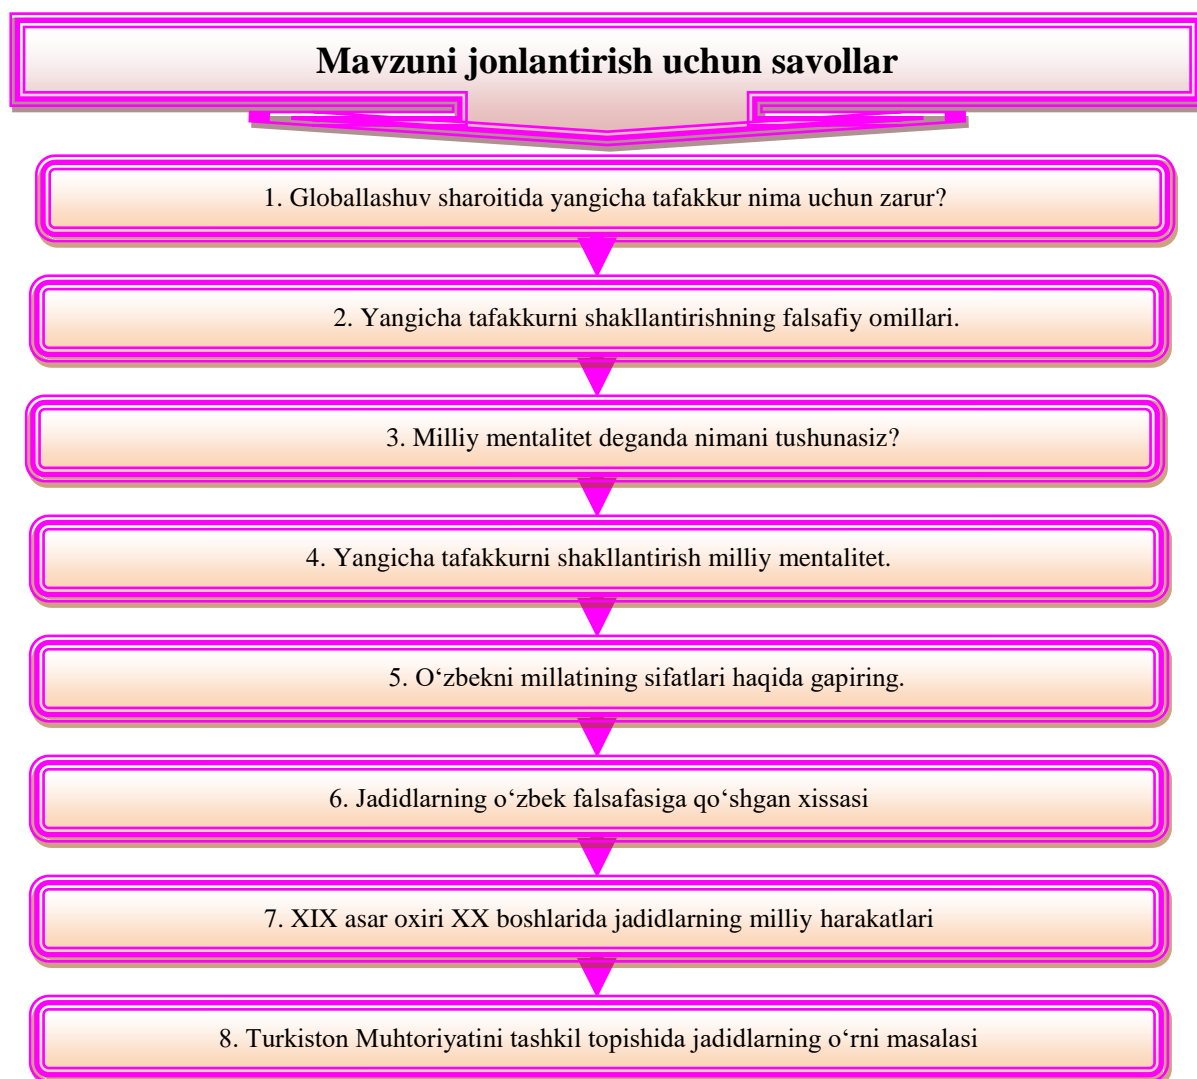 Mavzuni jonlantirish uchun savollar
1. Globallashuv sharoitida yangicha tafakkur nima uchun zarur?
2. Yangicha tafakkurni shakllantirishning falsafiy omillari.
3. Milliy mentalitet deganda nimani tushunasiz?
4. Yangicha tafakkurni shakllantirish milliy mentalitet.
5. O‘zbekni millatining sifatlari haqida gapiring.
6. Jadidlarning o‘zbek falsafasiga qo‘shgan xissasi
7. XIX asar oxiri XX boshlarida jadidlarning milliy harakatlari
8. Turkiston Muhtoriyatini tashkil topishida jadidlarning o‘rni masalasi